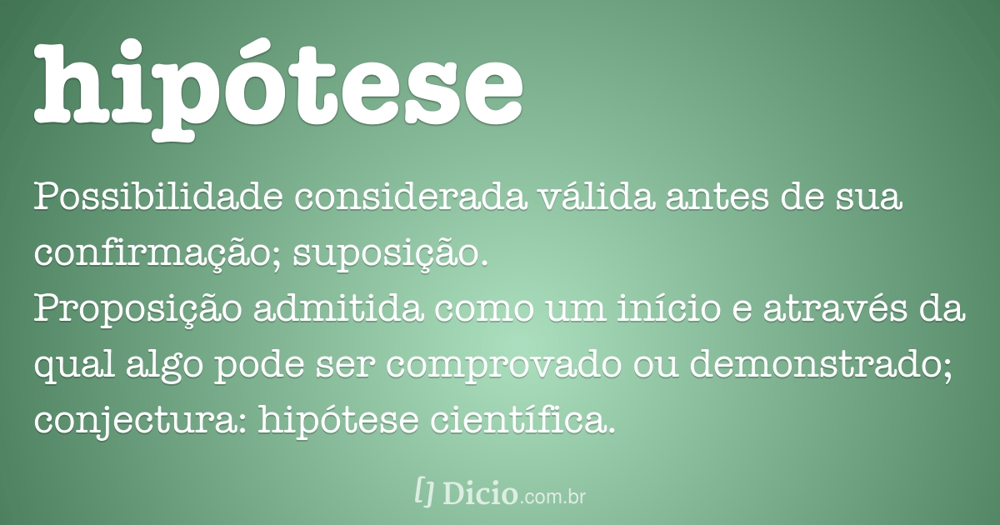 hipótese
Possibilidade considerada válida antes de sua
confirmação; suposição.
Proposição admitida como um início e através da
qual algo pode ser comprovado ou demonstrado;
conjectura: hipótese científica.
[] Dicio.com.br